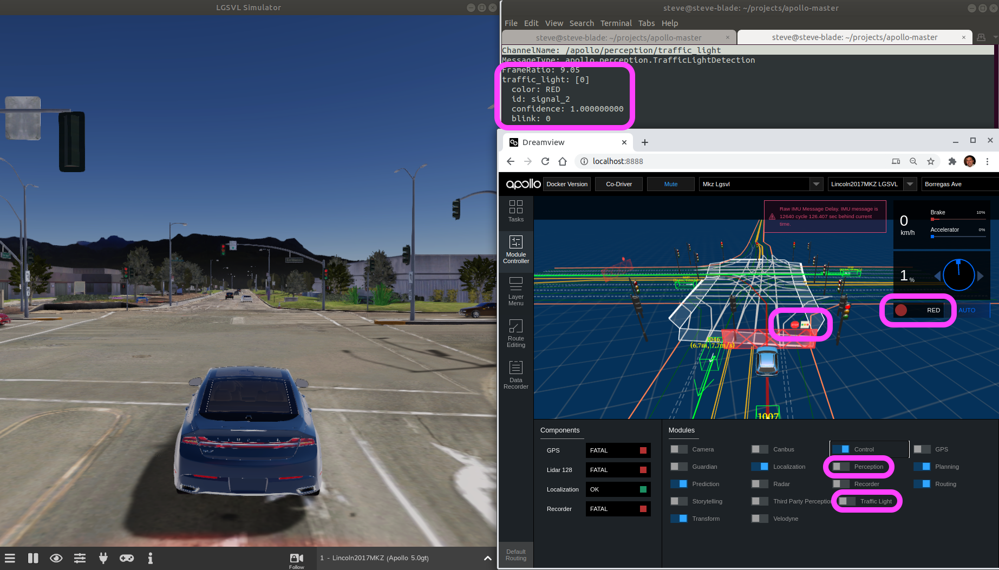 LGSVL Simulator
steve@steve-blade: ~/projects/apollo-master
File Edit View Search Terminal Tabs Help
steve@steve-blade: ~/projects/apollo-master ×
steve@steve-blade: ~/projects/apollo-master ×
ChannelName: /apollo/perception/traffic_light
MessageType: apollo.perception.TrafficLightDetection
FrameRatio: 9.05
traffic_light: [0]
color: RED
id: signal_2
confidence: 1.000000000
blink: 0
Dreamview
localhost:8888
apollo
Docker Version
Co-Driver
Mute
Mkz Lgsvl
Lincoln2017MKZ LGSVL
Borregas Ave
Tasks
Module
Controller
Layer
Menu
Route
Editing
Data
Recorder
Default
Routing
Raw IMU Message Delay. IMU message is
12640 cycle 126.407 sec behind current
time.
0
km/h
Brake 10%
Accelerator 0%
1 %
RED
AUTO
STOP
1046
(6.7m, 7.7m/s)
1007
Components
GPS FATAL
Lidar 128 FATAL
Localization OK
Recorder FATAL
Modules
Camera Canbus Control GPS
Guardian Localization Perception Planning
Prediction Radar Recorder Routing
Storytelling Third Party Perception Traffic Light
Transform Velodyne
Follow
1 - Lincoln2017MKZ (Apollo 5.0gt)